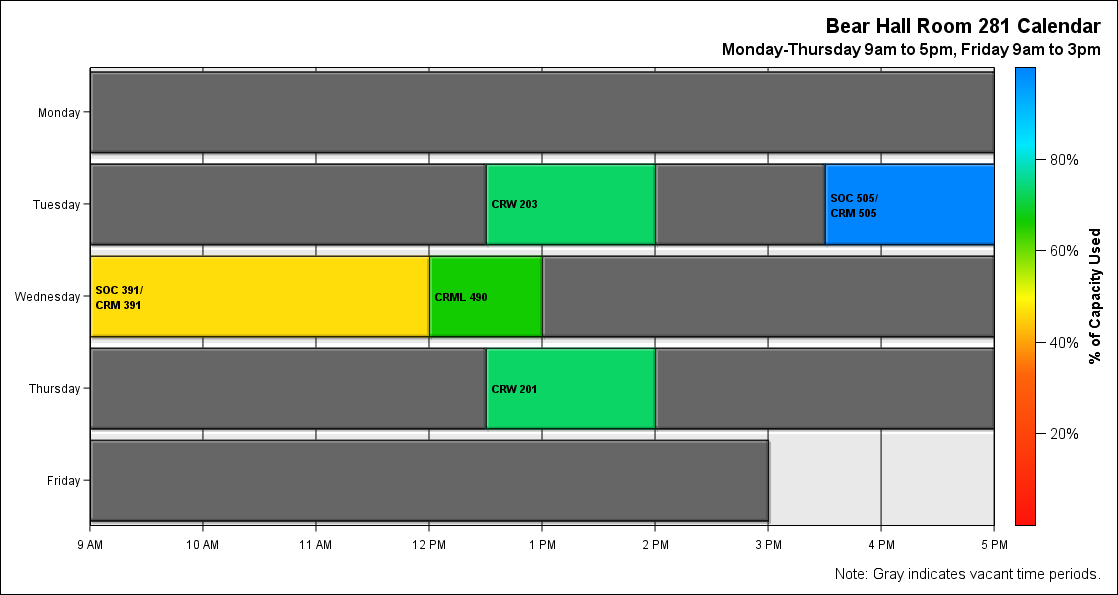 Bear Hall Room 281 Calendar
Monday-Thursday 9am to 5pm, Friday 9am to 3pm
Monday
Tuesday
CRW 203
SOC 505/
CRM 505
Wednesday
SOC 391/
CRM 391
CRML 490
Thursday
CRW 201
Friday
9 AM 10 AM 11 AM 12 PM 1 PM 2 PM 3 PM 4 PM 5 PM
80%
60%
40%
20%
% of Capacity Used
Note: Gray indicates vacant time periods.